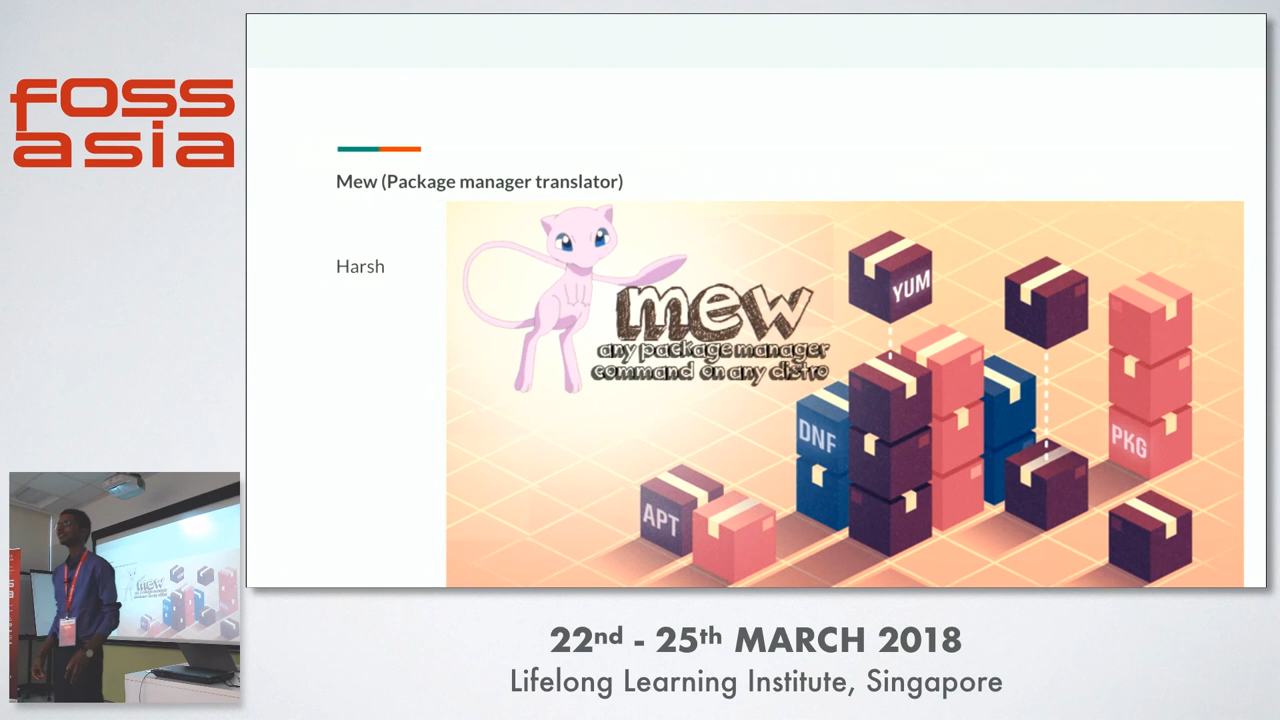 foss
asia
Mew (Package manager translator)
Harsh
mew
any package manager
command on any distro
YUM
DNF
PKG
APT
mew
22nd - 25th MARCH 2018
Lifelong Learning Institute, Singapore